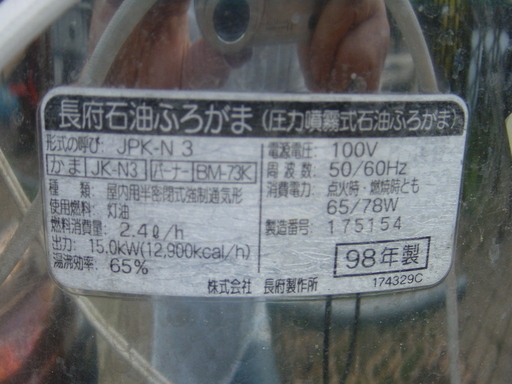 長府石油ふろがま(圧力噴霧式石油ふろがま)
形式の呼び JPK-N3
かま JK-N3 バーナー BM-73K
種類: 屋内用半密閉式強制通気形
使用燃料: 灯油
燃料消費量: 2.4ℓ/h
出力: 15.0kW(12,900kcal/h)
湯沸効率: 65%
電源電圧: 100V
周波数: 50/60Hz
消費電力: 点火時・燃焼時とも
65/78W
製造番号: 175154
98年製
株式会社 長府製作所
174329C